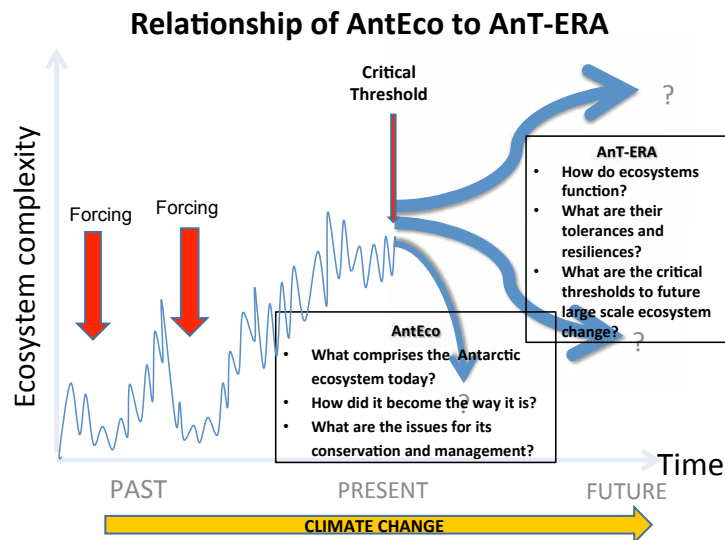 Relationship of AntEco to AnT-ERA
Critical
Threshold
?
Ecosystem complexity
Forcing
Forcing
AnT-ERA
• How do ecosystems
function?
• What are their
tolerances and
resiliences?
• What are the critical
thresholds to future
large scale ecosystem
change?
?
AntEco
• What comprises the Antarctic
ecosystem today?
?
• How did it become the way it is?
• What are the issues for its
conservation and management?
Time
PAST
PRESENT
FUTURE
CLIMATE CHANGE